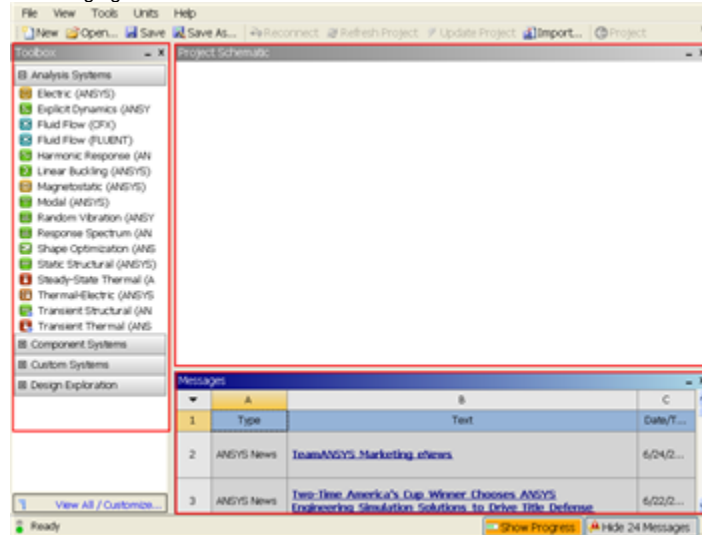 File View Tools Units Help
New Open... Save Save As... Reconnect Refresh Project Update Project Import... Project
Toolbox
Project Schematic
Analysis Systems
Electric (ANSYS)
Explicit Dynamics (ANSY
Fluid Flow (CFX)
Fluid Flow (FLUENT)
Harmonic Response (AN
Linear Buckling (ANSYS)
Magnetostatic (ANSYS)
Modal (ANSYS)
Random Vibration (ANSY
Response Spectrum (AN
Shape Optimization (ANS
Static Structural (ANSYS)
Steady-State Thermal (A
Thermal-Electric (ANSYS
Transient Structural (AN
Transient Thermal (ANS
Component Systems
Custom Systems
Design Exploration
View All / Customize...
Messages
A B C
1 Type Text Date/T...
2 ANSYS News TeamANSYS Marketing eNews 6/24/2...
3 ANSYS News Two-Time America's Cup Winner Chooses ANSYS Engineering Simulation Solutions to Drive Title Defense 6/22/2...
Ready
Show Progress Hide 24 Messages